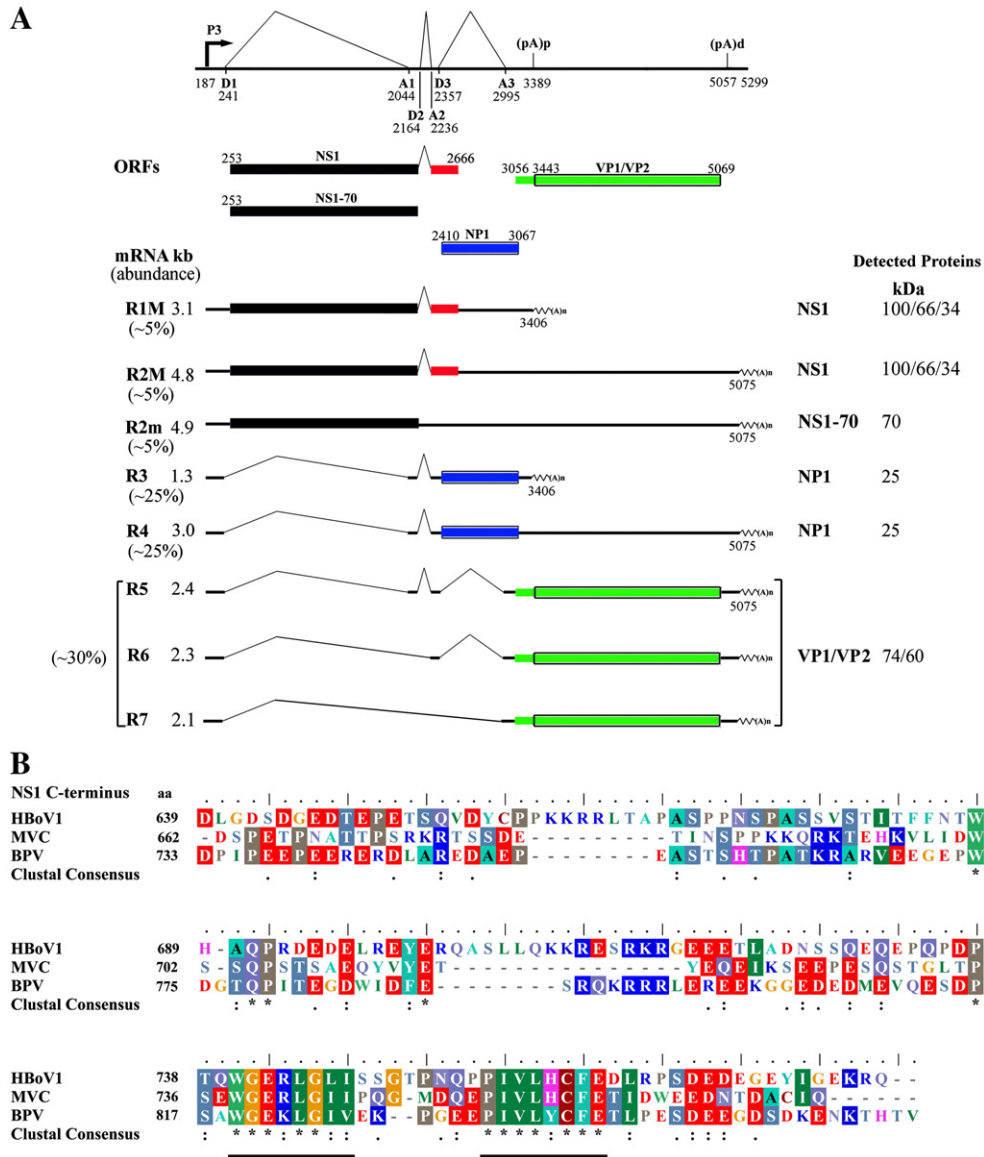 A
P3
(pA)p
(pA)d
187 D1 A1 D3 A3 3389 5057 5299
241 2044 2357 2995
D2 A2
2164 2236
ORFs 253 NS1 2666 3056 3443 VP1/VP2 5069
253 NS1-70
2410 NP1 3067
mRNA kb
(abundance)
Detected Proteins
kDa
R1M 3.1 (A)n NS1 100/66/34
(~5%) 3406
R2M 4.8 (A)n NS1 100/66/34
(~5%) 5075
R2m 4.9 (A)n NS1-70 70
(~5%) 5075
R3 1.3 (A)n NP1 25
(~25%) 3406
R4 3.0 (A)n NP1 25
(~25%) 5075
R5 2.4 (A)n
5075
(~30%) R6 2.3 (A)n VP1/VP2 74/60
R7 2.1 (A)n
B
NS1 C-terminus aa
HBoV1 639 DLGDSDGEDTEPETSQVDYCPPKKRRLTAPASPPNSPASSVSTITFFNTW
MVC 662 -DSPETPNATTPSRKRTSSDE-------TINSPPKKQRKTEHKVLIDW
BPV 733 DPIPEEPEERERDLAREDAEP--------EASTSHTPATKRARVEEGEPW
Clustal Consensus . : . : . . : . : . : *
HBoV1 689 H-AQPRDEDELREYERQASLLQKKRESRKRGEEETLADNSSQEQEPQPDP
MVC 702 S-SQPSTSAEQYVYET---------------YEQEIKSEEPESQSTGLTP
BPV 775 DGTQPITEGDWIDFE--------SRQKRRRLEREEKGGEDEDMEVQESDP
Clustal Consensus : * * : : * . : . : : *
HBoV1 738 TQWGERLGLISSGTPNQPPIVLHCFEDLRPSDEDEGEYIGEKRQ--
MVC 736 SEWGERLGIIPQG-MDQEPIVLHCFETIDWEEDNTDACIQ------
BPV 817 SAWGEKLGIVEK--PGEEPIVLYCFETLPESDEEGDSDKENKTHTV
Clustal Consensus : * * * : * * : : . : * * * * : * * * : . : : : .